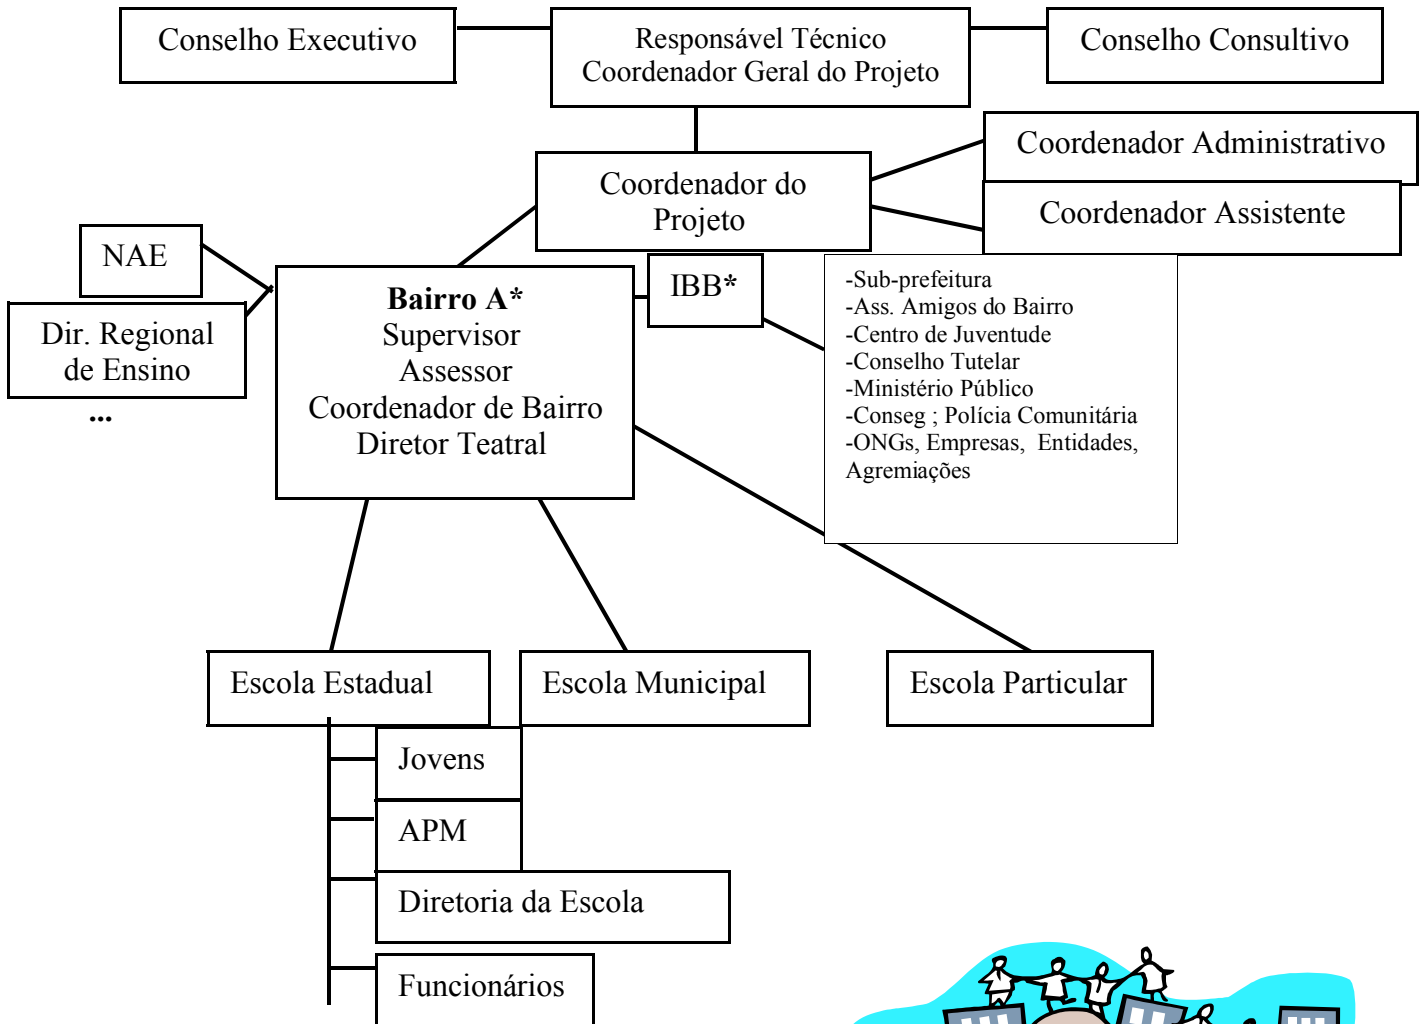 Conselho Executivo
Responsável Técnico
Coordenador Geral do Projeto
Conselho Consultivo
Coordenador Administrativo
Coordenador do
Projeto
Coordenador Assistente
NAE
Dir. Regional
de Ensino
...
Bairro A*
Supervisor
Assessor
Coordenador de Bairro
Diretor Teatral
IBB*
-Sub-prefeitura
-Ass. Amigos do Bairro
-Centro de Juventude
-Conselho Tutelar
-Ministério Público
-Conseg ; Polícia Comunitária
-ONGs, Empresas, Entidades,
Agremiações
Escola Estadual
Escola Municipal
Escola Particular
Jovens
APM
Diretoria da Escola
Funcionários